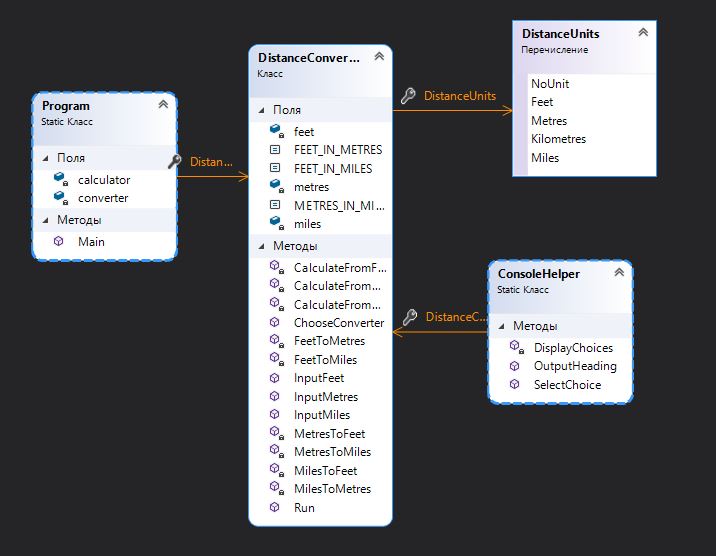 Program
Static Класс
Поля
calculator
converter
Методы
Main
Distan...
DistanceConver...
Класс
Поля
feet
FEET_IN_METRES
FEET_IN_MILES
metres
METRES_IN_MI...
miles
Методы
CalculateFromF...
CalculateFrom...
CalculateFrom...
ChooseConverter
FeetToMetres
FeetToMiles
InputFeet
InputMetres
InputMiles
MetresToFeet
MetresToMiles
MilesToFeet
MilesToMetres
Run
DistanceUnits
DistanceUnits
Перечисление
NoUnit
Feet
Metres
Kilometres
Miles
DistanceC...
ConsoleHelper
Static Класс
Методы
DisplayChoices
OutputHeading
SelectChoice